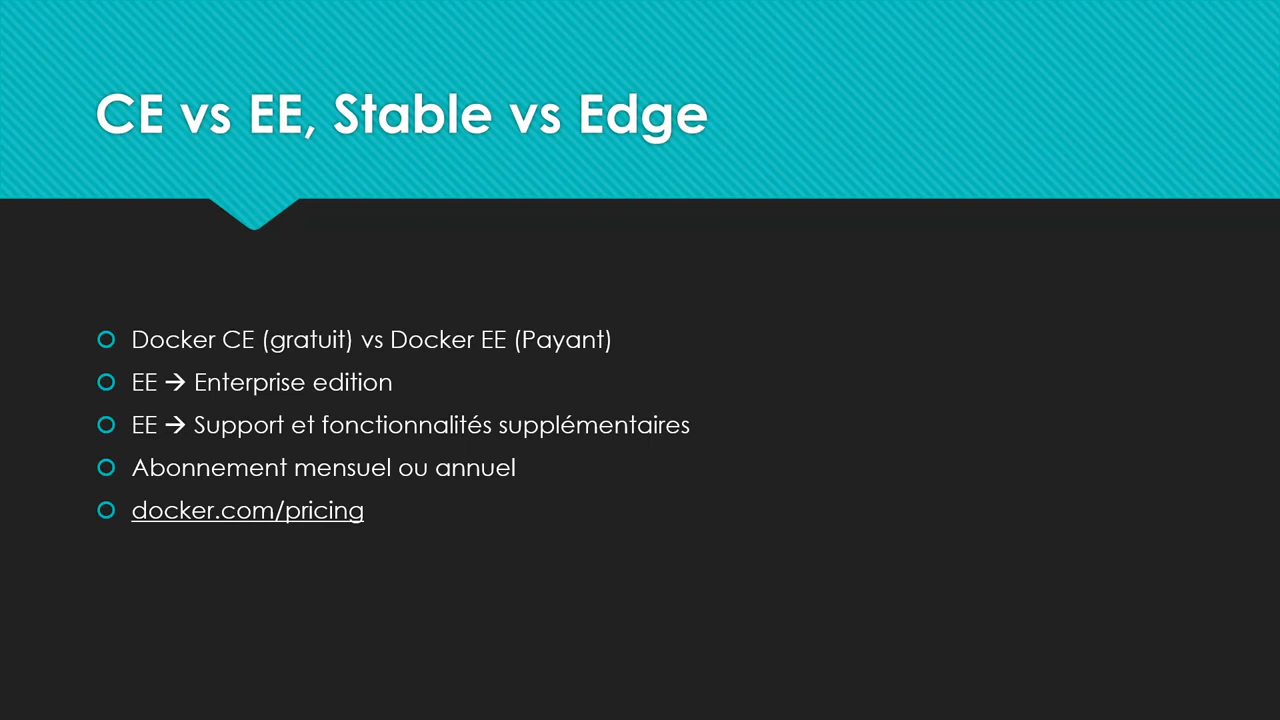 CE vs EE, Stable vs Edge
Docker CE (gratuit) vs Docker EE (Payant)
EE → Enterprise edition
EE → Support et fonctionnalités supplémentaires
Abonnement mensuel ou annuel
docker.com/pricing